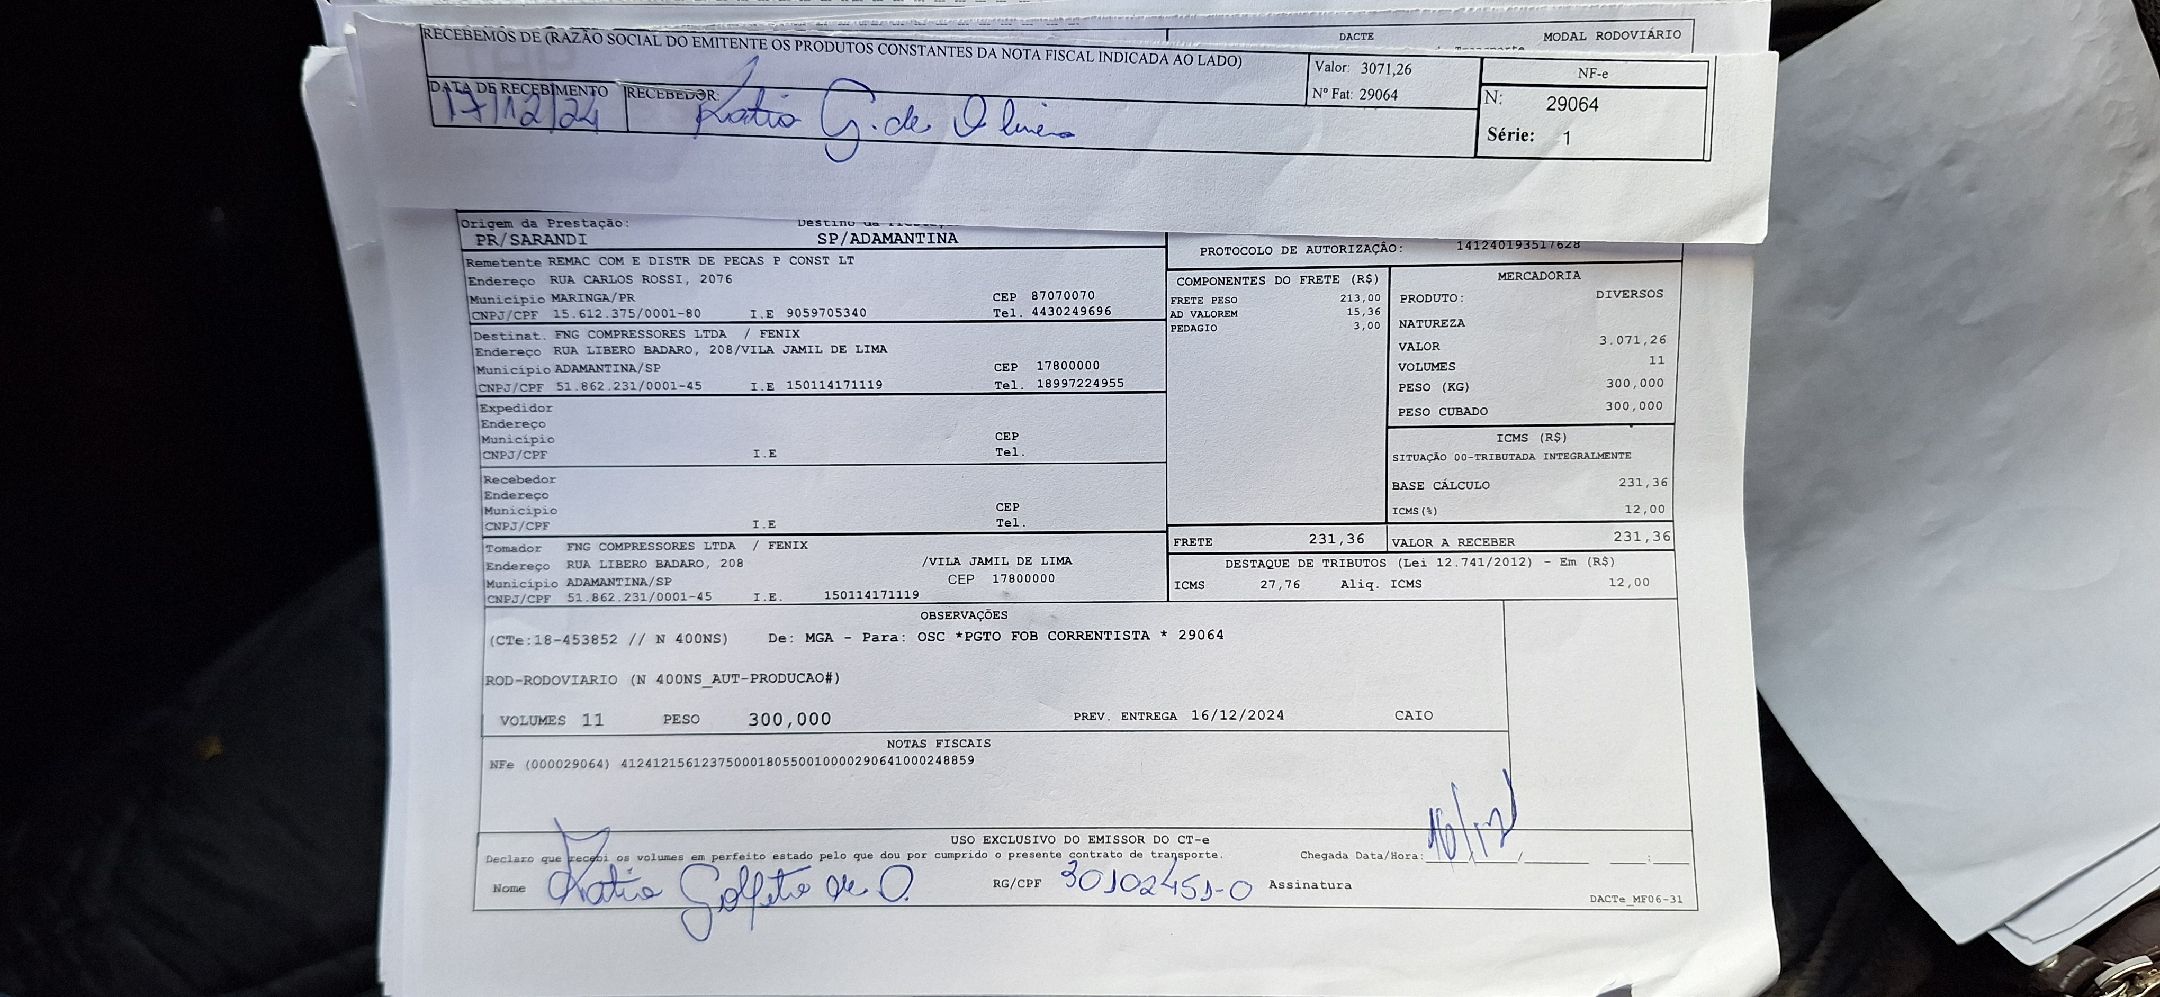 DACTE
MODAL RODOVIÁRIO
RECEBEMOS DE (RAZÃO SOCIAL DO EMITENTE OS PRODUTOS CONSTANTES DA NOTA FISCAL INDICADA AO LADO)
Valor: 3071,26
Nº Fat: 29064
NF-e
N: 29064
Série: 1
DATA DE RECEBIMENTO
17/12/24
RECEBEDOR:
Katia G. de Oliveira
Origem da Prestação:
PR/SARANDI
SP/ADAMANTINA
PROTOCOLO DE AUTORIZAÇÃO: 141240193517628
Remetente REMAC COM E DISTR DE PECAS P CONST LT
Endereço RUA CARLOS ROSSI, 2076
Município MARINGA/PR CEP 87070070
CNPJ/CPF 15.612.375/0001-80 I.E 9059705340 Tel. 4430249696
Destinat. FNG COMPRESSORES LTDA / FENIX
Endereço RUA LIBERO BADARO, 208/VILA JAMIL DE LIMA
Município ADAMANTINA/SP CEP 17800000
CNPJ/CPF 51.862.231/0001-45 I.E 150114171119 Tel. 18997224955
Expedidor
Endereço
Município CEP
CNPJ/CPF I.E Tel.
Recebedor
Endereço
Município CEP
CNPJ/CPF I.E Tel.
Tomador FNG COMPRESSORES LTDA / FENIX
Endereço RUA LIBERO BADARO, 208 /VILA JAMIL DE LIMA
Município ADAMANTINA/SP CEP 17800000
CNPJ/CPF 51.862.231/0001-45 I.E. 150114171119
COMPONENTES DO FRETE (R$)
FRETE PESO 213,00
AD VALOREM 15,36
PEDAGIO 3,00
MERCADORIA
PRODUTO: DIVERSOS
NATUREZA
VALOR 3.071,26
VOLUMES 11
PESO (KG) 300,000
PESO CUBADO 300,000
ICMS (R$)
SITUAÇÃO 00-TRIBUTADA INTEGRALMENTE
BASE CÁLCULO 231,36
ICMS(%) 12,00
FRETE 231,36
VALOR A RECEBER 231,36
DESTAQUE DE TRIBUTOS (Lei 12.741/2012) - Em (R$)
ICMS 27,76 Aliq. ICMS 12,00
OBSERVAÇÕES
(CTe:18-453852 // N 400NS) De: MGA - Para: OSC *PGTO FOB CORRENTISTA * 29064
ROD-RODOVIARIO (N 400NS_AUT-PRODUCAO#)
VOLUMES 11 PESO 300,000 PREV. ENTREGA 16/12/2024 CAIO
NOTAS FISCAIS
NFe (000029064) 41241215612375000180550010000290641000248859
USO EXCLUSIVO DO EMISSOR DO CT-e
Declaro que recebi os volumes em perfeito estado pelo que dou por cumprido o presente contrato de transporte.
Chegada Data/Hora: 16/12/
Nome Katia Golfeto de O. RG/CPF 30102451-0 Assinatura
DACTe_MF06-31